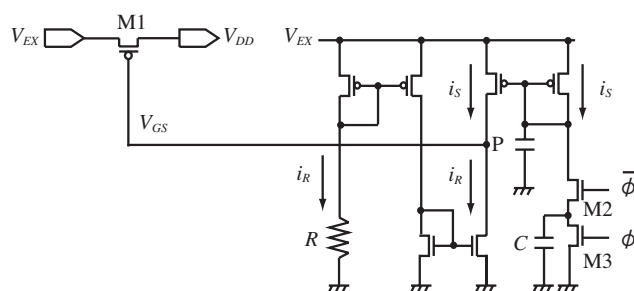 M1
V_EX
V_DD
V_GS
V_EX
i_S
i_S
P
i_R
i_R
R
C
M2
M3
ϕ̅
ϕ